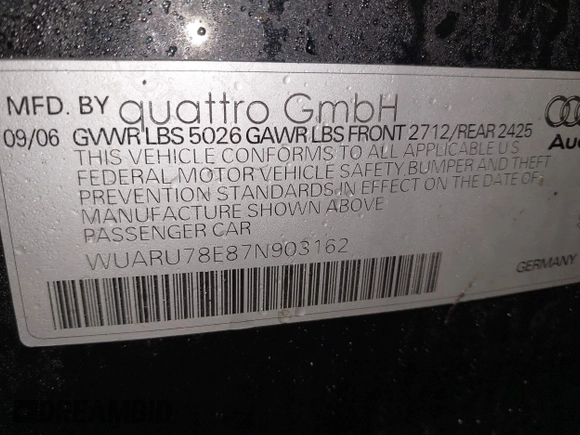 MFD. BY quattro GmbH
09/06 GVWR LBS 5026 GAWR LBS FRONT 2712/REAR 2425
THIS VEHICLE CONFORMS TO ALL APPLICABLE U.S.
FEDERAL MOTOR VEHICLE SAFETY, BUMPER AND THEFT
PREVENTION STANDARDS IN EFFECT ON THE DATE OF
MANUFACTURE SHOWN ABOVE
PASSENGER CAR
WUARU78E87N903162
GERMANY
DREAMBID